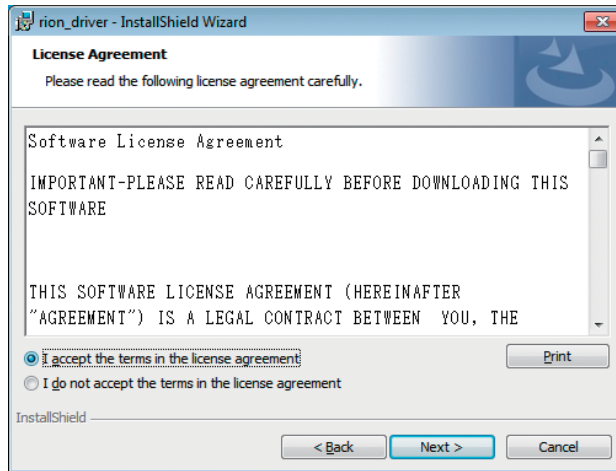 rion_driver - InstallShield Wizard
License Agreement
Please read the following license agreement carefully.
Software License Agreement
IMPORTANT-PLEASE READ CAREFULLY BEFORE DOWNLOADING THIS
SOFTWARE
THIS SOFTWARE LICENSE AGREEMENT (HEREINAFTER
"AGREEMENT") IS A LEGAL CONTRACT BETWEEN  YOU, THE
I accept the terms in the license agreement
Print
I do not accept the terms in the license agreement
InstallShield
< Back
Next >
Cancel